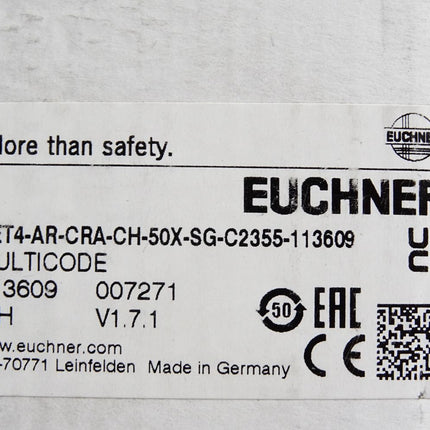 lore than safety.
EUCHNER
EUCHNER
ET4-AR-CRA-CH-50X-SG-C2355-113609
ULTICODE
3609 007271
H V1.7.1
50 EAC
CE
w.euchner.com
-70771 Leinfelden Made in Germany